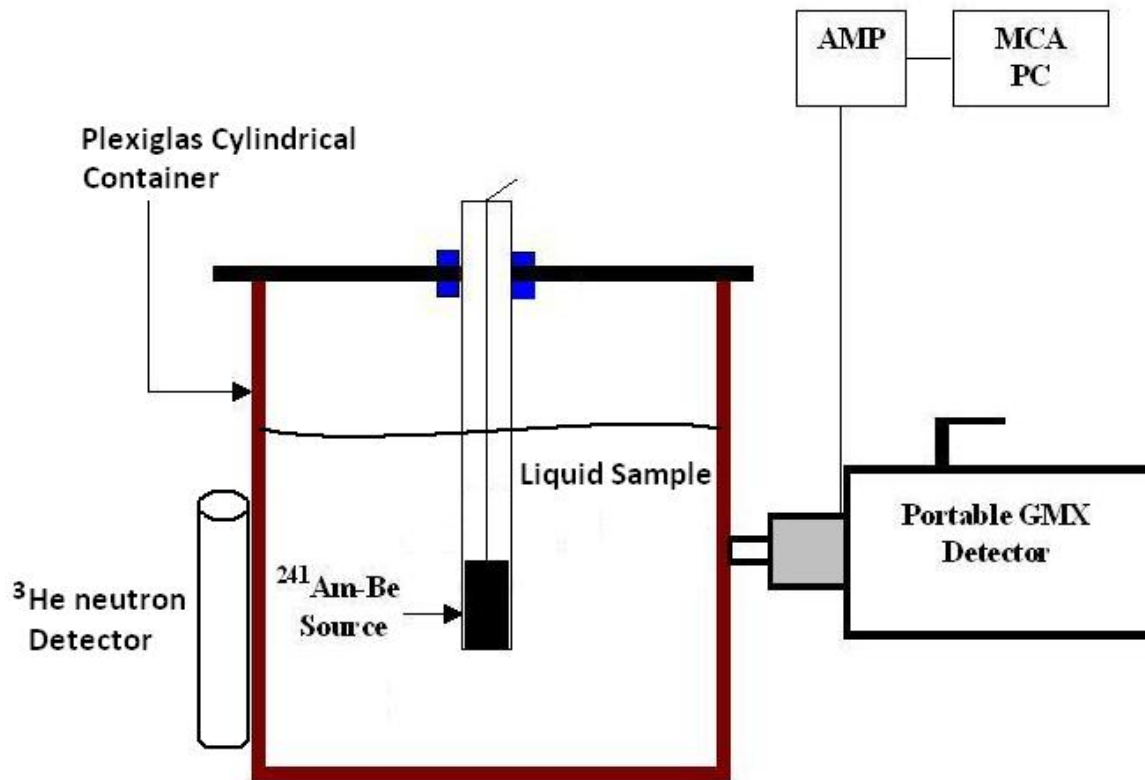 AMP
MCA
PC
Plexiglas Cylindrical
Container
Liquid Sample
Portable GMX
Detector
³He neutron
Detector
²⁴¹Am-Be
Source